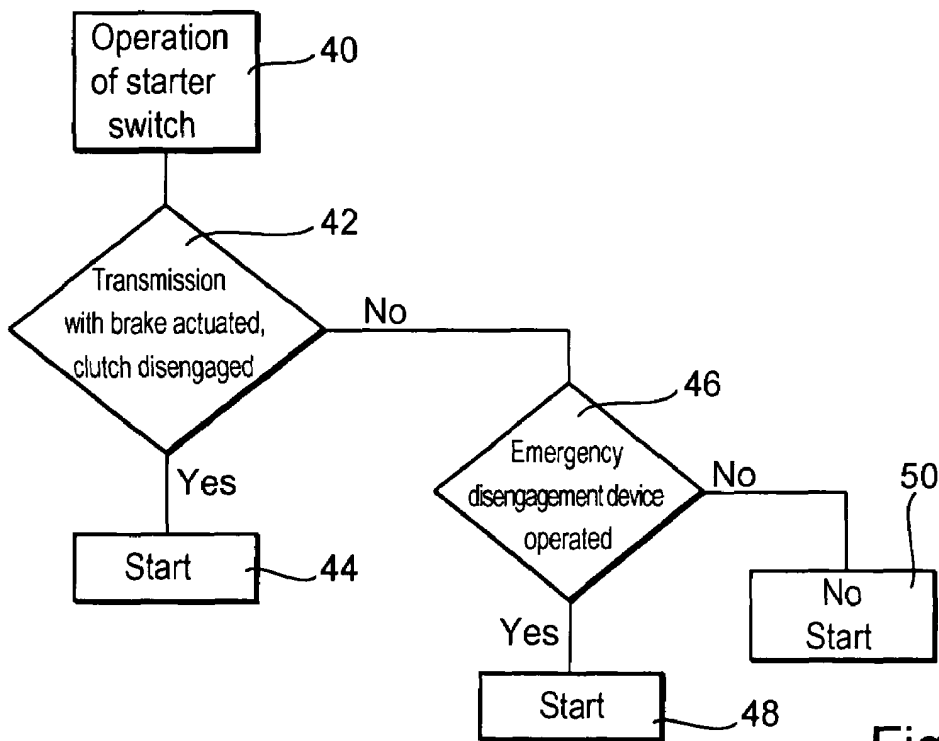 Operation
of starter
switch
40
42
Transmission
with brake actuated,
clutch disengaged
No
Yes
Start
44
46
Emergency
disengagement device
operated
No
50
No
Start
Yes
Start
48
Fig